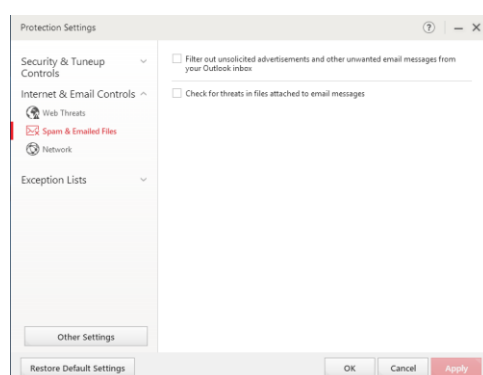 Protection Settings
?
Security & Tuneup
Controls
Internet & Email Controls
Web Threats
Spam & Emailed Files
Network
Exception Lists
Other Settings
Filter out unsolicited advertisements and other unwanted email messages from
your Outlook inbox
Check for threats in files attached to email messages
Restore Default Settings
OK
Cancel
Apply